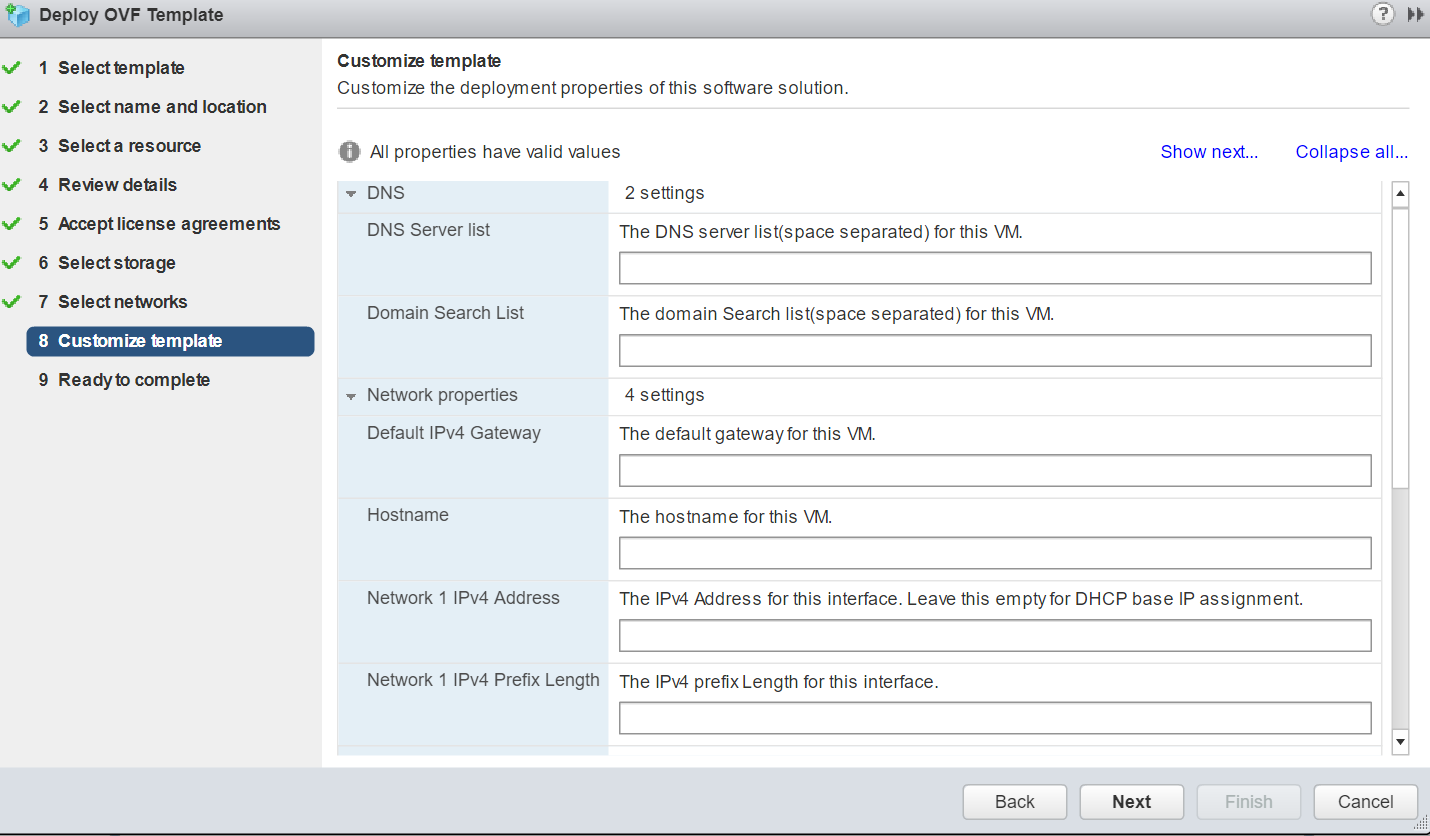 Deploy OVF Template
?
1 Select template
2 Select name and location
3 Select a resource
4 Review details
5 Accept license agreements
6 Select storage
7 Select networks
8 Customize template
9 Ready to complete
Customize template
Customize the deployment properties of this software solution.
All properties have valid values
Show next...
Collapse all...
DNS
2 settings
DNS Server list
The DNS server list(space separated) for this VM.
Domain Search List
The domain Search list(space separated) for this VM.
Network properties
4 settings
Default IPv4 Gateway
The default gateway for this VM.
Hostname
The hostname for this VM.
Network 1 IPv4 Address
The IPv4 Address for this interface. Leave this empty for DHCP base IP assignment.
Network 1 IPv4 Prefix Length
The IPv4 prefix Length for this interface.
Back
Next
Finish
Cancel